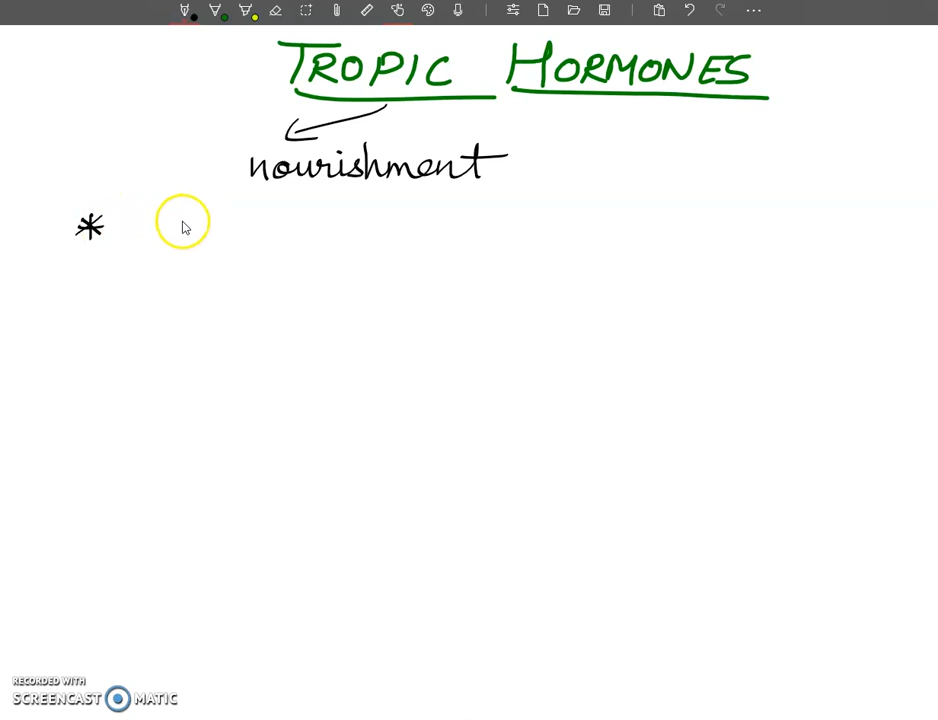 TROPIC HORMONES
nourishment
*
RECORDED WITH
SCREENCAST MATIC